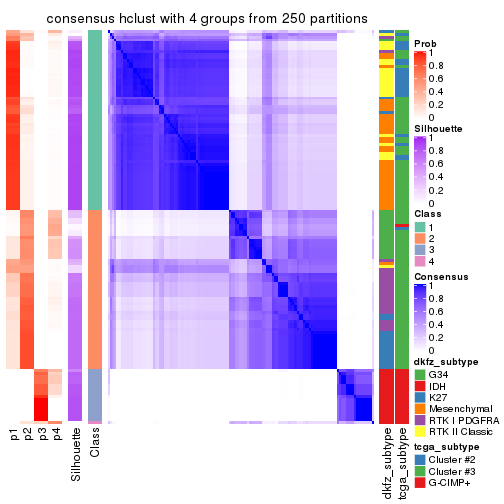 consensus hclust with 4 groups from 250 partitions
Prob
1
0.8
0.6
0.4
0.2
0
Silhouette
1
0.8
0.6
0.4
0.2
0
Class
1
2
3
4
Consensus
1
0.8
0.6
0.4
0.2
0
dkfz_subtype
G34
IDH
K27
Mesenchymal
RTK I PDGFRA
RTK II Classic
tcga_subtype
Cluster #2
Cluster #3
G-CIMP+
p1
p2
p3
p4
Silhouette
Class
dkfz_subtype
tcga_subtype